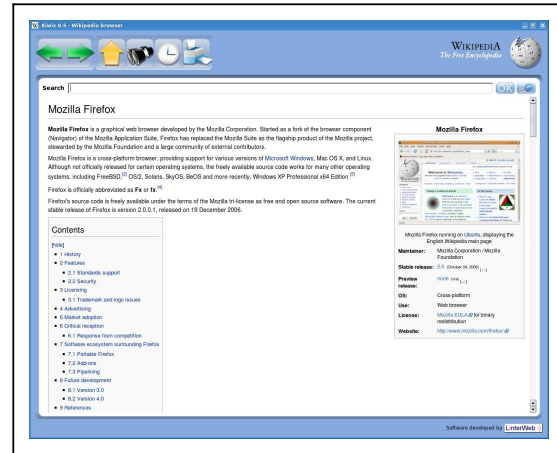 Kiwix 0.5 - Wikipedia browser
WIKIPEDIA
The Free Encyclopedia
Search
OK
Mozilla Firefox
Mozilla Firefox is a graphical web browser developed by the Mozilla Corporation. Started as a fork of the browser component
(Navigator) of the Mozilla Application Suite, Firefox has replaced the Mozilla Suite as the flagship product of the Mozilla project,
stewarded by the Mozilla Foundation and a large community of external contributors.
Mozilla Firefox is a cross-platform browser, providing support for various versions of Microsoft Windows, Mac OS X, and Linux.
Although not officially released for certain operating systems, the freely available source code works for many other operating
systems, including FreeBSD,[2] OS/2, Solaris, SkyOS, BeOS and more recently, Windows XP Professional x64 Edition.[3]
Firefox is officially abbreviated as Fx or fx.[4]
Firefox's source code is freely available under the terms of the Mozilla tri-license as free and open source software. The current
stable release of Firefox is version 2.0.0.1, released on 19 December 2006.
Contents
[hide]
1 History
2 Features
2.1 Standards support
2.2 Security
3 Licensing
3.1 Trademark and logo issues
4 Advertising
5 Market adoption
6 Critical reception
6.1 Response from competition
7 Software ecosystem surrounding Firefox
7.1 Portable Firefox
7.2 Add-ons
7.3 Pipelining
8 Future development
8.1 Version 3.0
8.2 Version 4.0
9 References
Mozilla Firefox
Mozilla Firefox running on Ubuntu, displaying the
English Wikipedia main page
Maintainer: Mozilla Corporation / Mozilla
Foundation
Stable release: 2.0 (October 24, 2006) [+/-]
Preview none [+/-]
release:
OS: Cross-platform
Use: Web browser
License: Mozilla EULA for binary
redistribution
Website: http://www.mozilla.com/firefox
Software developed by LinterWeb